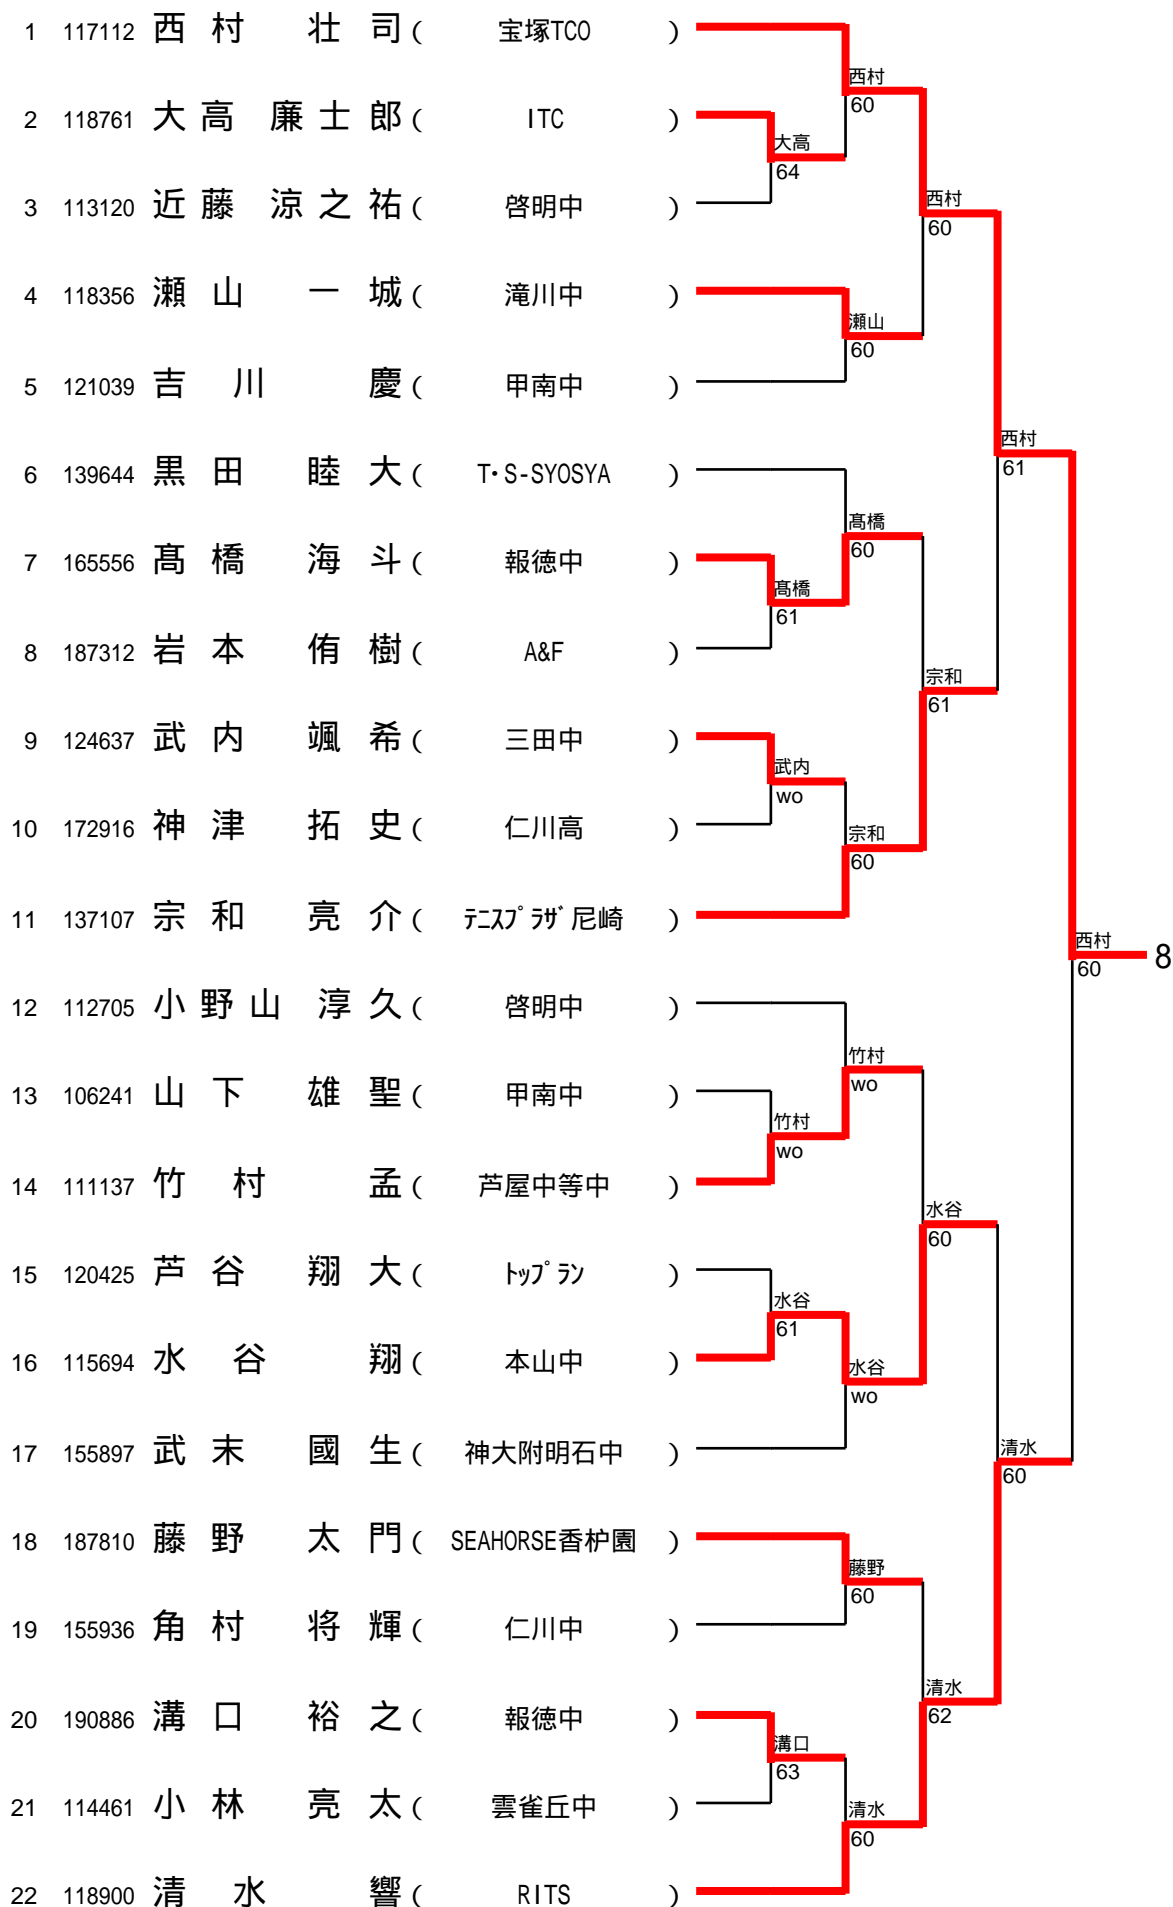 1 117112 西村 壮司 ( 宝塚TCO )
西村
60
2 118761 大高 廉士郎 ( ITC )
大高
64
3 113120 近藤 涼之祐 ( 啓明中 )
西村
60
4 118356 瀬山 一城 ( 滝川中 )
瀬山
60
5 121039 吉川 慶 ( 甲南中 )
西村
61
6 139644 黒田 睦大 ( T・S-SYOSYA )
髙橋
60
7 165556 髙橋 海斗 ( 報徳中 )
髙橋
61
8 187312 岩本 侑樹 ( A&F )
宗和
61
9 124637 武内 颯希 ( 三田中 )
武内
wo
10 172916 神津 拓史 ( 仁川高 )
宗和
60
11 137107 宗和 亮介 ( ﾃﾆｽﾌﾟﾗｻﾞ尼崎 )
西村
60
8
12 112705 小野山 淳久 ( 啓明中 )
竹村
wo
13 106241 山下 雄聖 ( 甲南中 )
竹村
wo
14 111137 竹村 孟 ( 芦屋中等中 )
水谷
60
15 120425 芦谷 翔大 ( ﾄｯﾌﾟﾗﾝ )
水谷
61
16 115694 水谷 翔 ( 本山中 )
水谷
wo
17 155897 武末 國生 ( 神大附明石中 )
清水
60
18 187810 藤野 太門 ( SEAHORSE香枦園 )
藤野
60
19 155936 角村 将輝 ( 仁川中 )
清水
62
20 190886 溝口 裕之 ( 報徳中 )
溝口
63
21 114461 小林 亮太 ( 雲雀丘中 )
清水
60
22 118900 清水 響 ( RITS )